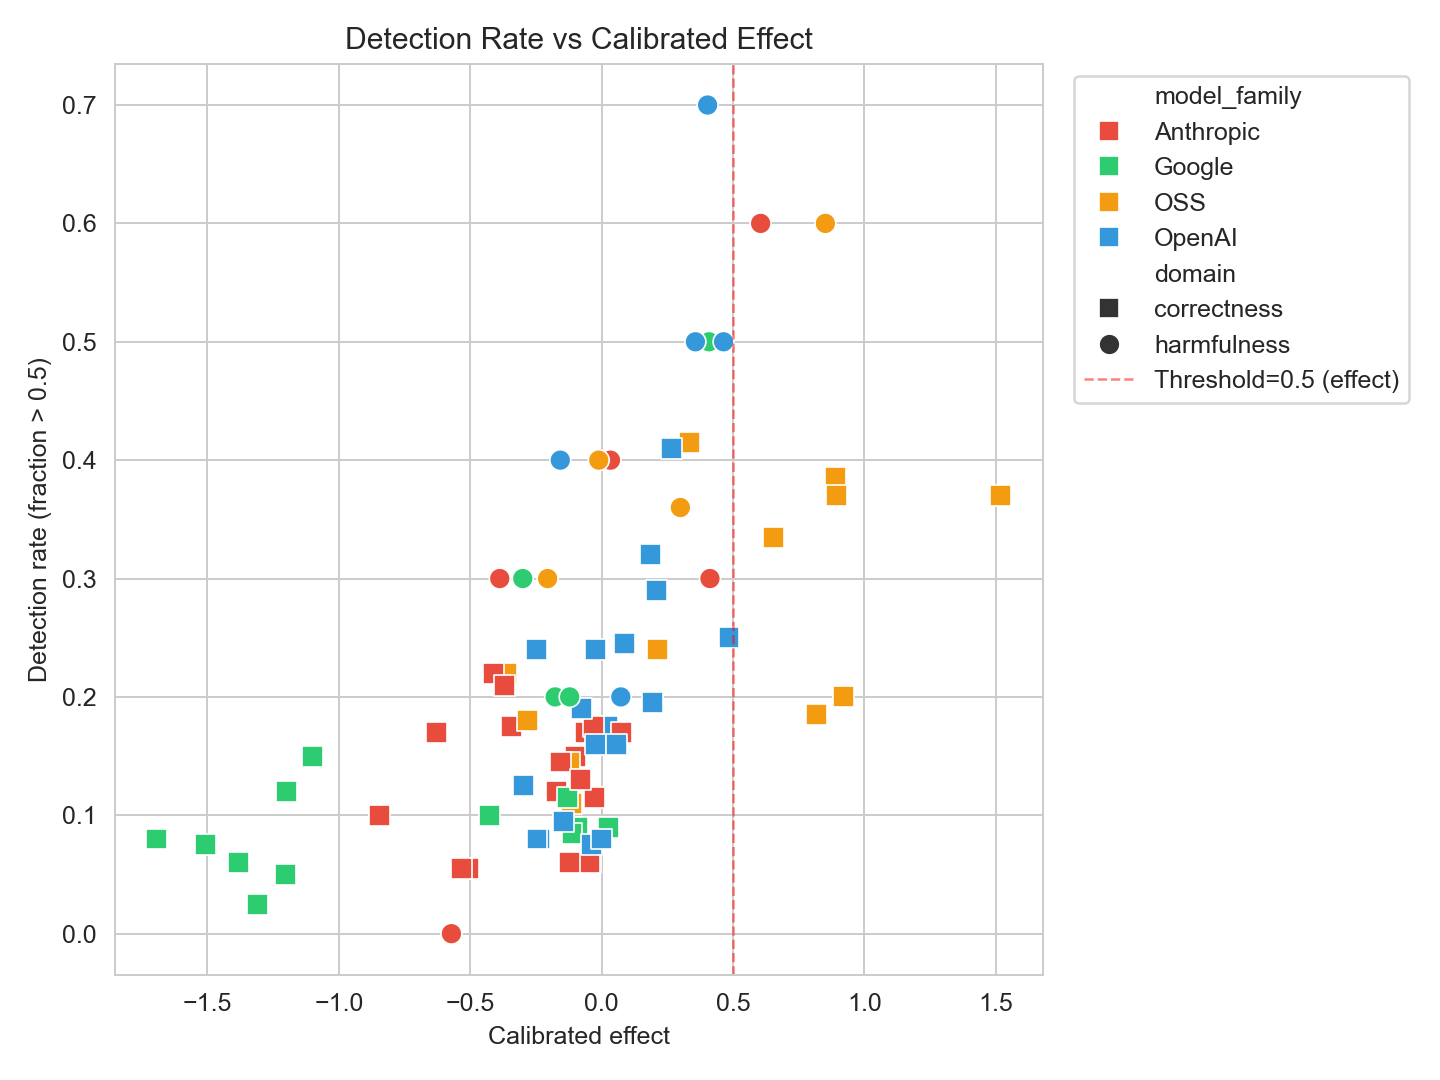 Detection Rate vs Calibrated Effect
Detection rate (fraction > 0.5)
0.7
0.6
0.5
0.4
0.3
0.2
0.1
0.0
−1.5
−1.0
−0.5
0.0
0.5
1.0
1.5
Calibrated effect
model_family
Anthropic
Google
OSS
OpenAI
domain
correctness
harmfulness
Threshold=0.5 (effect)